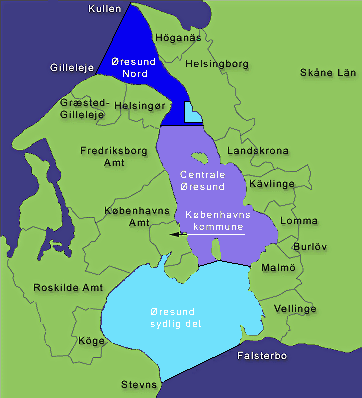 Kullen
Höganäs
Gilleleje
Øresund
Nord
Helsingborg
Skåne Län
Græsted-
Gilleleje
Helsingør
Fredriksborg
Amt
Landskrona
Centrale
Øresund
Kävlinge
Københavns
Amt
Københavns
kommune
Lomma
Burlöv
Malmö
Roskilde Amt
Øresund
sydlig del
Vellinge
Köge
Falsterbo
Stevns